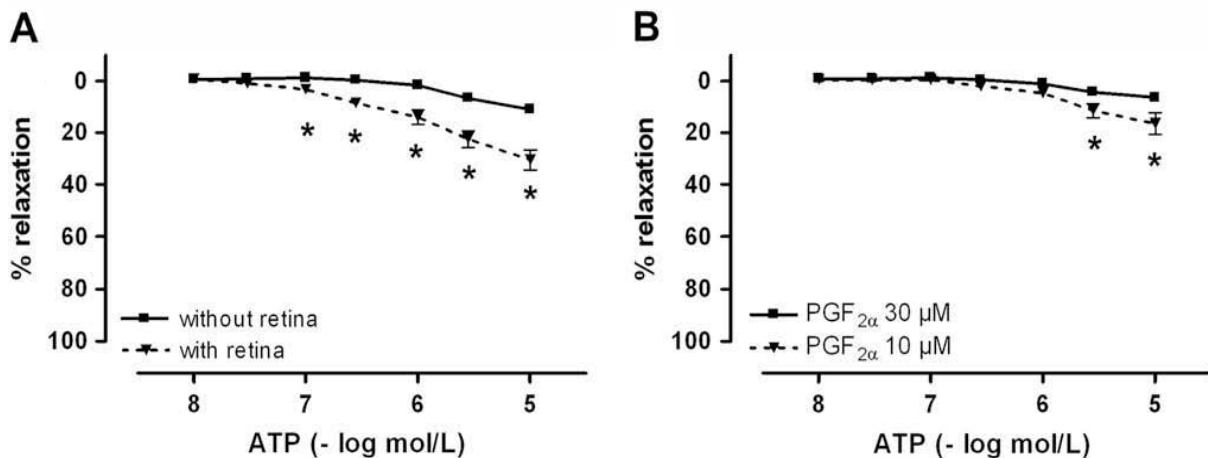 A
% relaxation
0
20
40
60
80
100
without retina
with retina
*
*
*
*
*
8
7
6
5
ATP (- log mol/L)
B
% relaxation
0
20
40
60
80
100
PGF2α 30 µM
PGF2α 10 µM
*
*
8
7
6
5
ATP (- log mol/L)